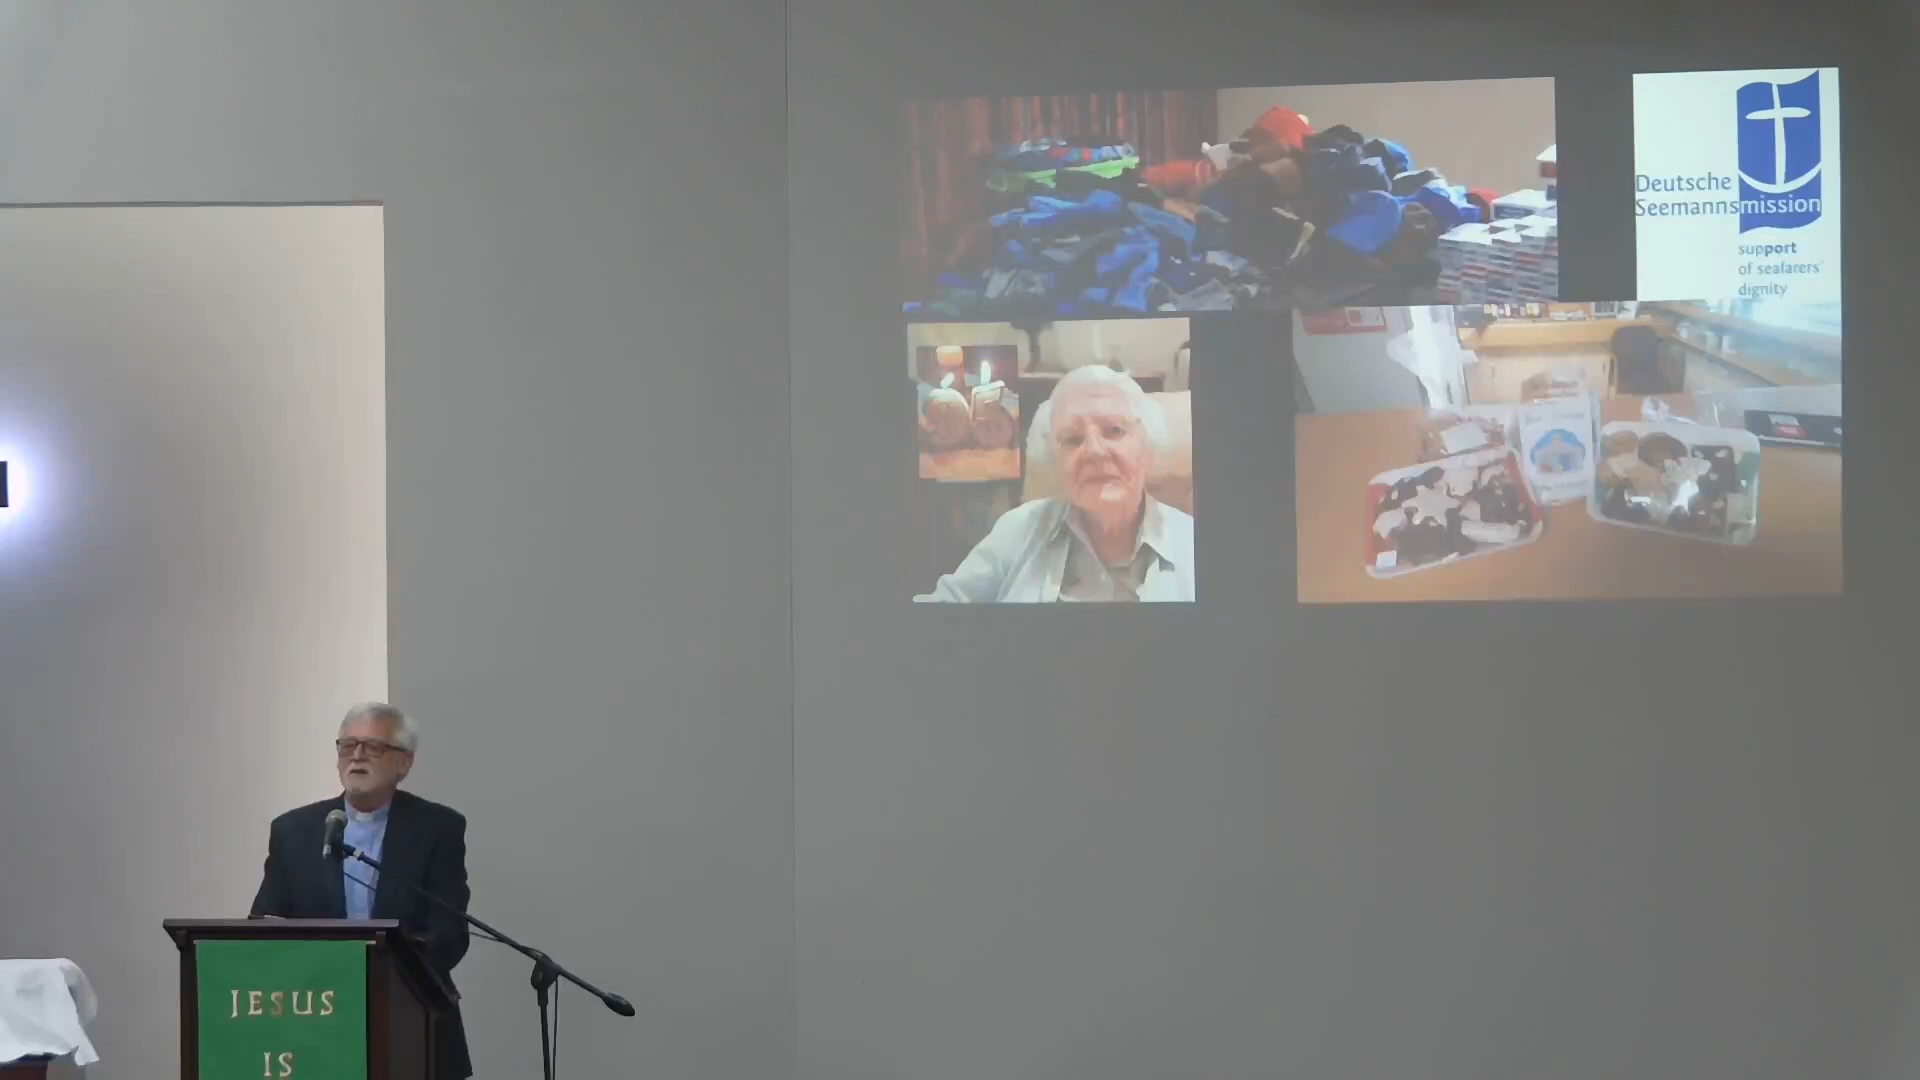 Deutsche
Seemannsmission
support
of seafarers'
dignity
JESUS
IS